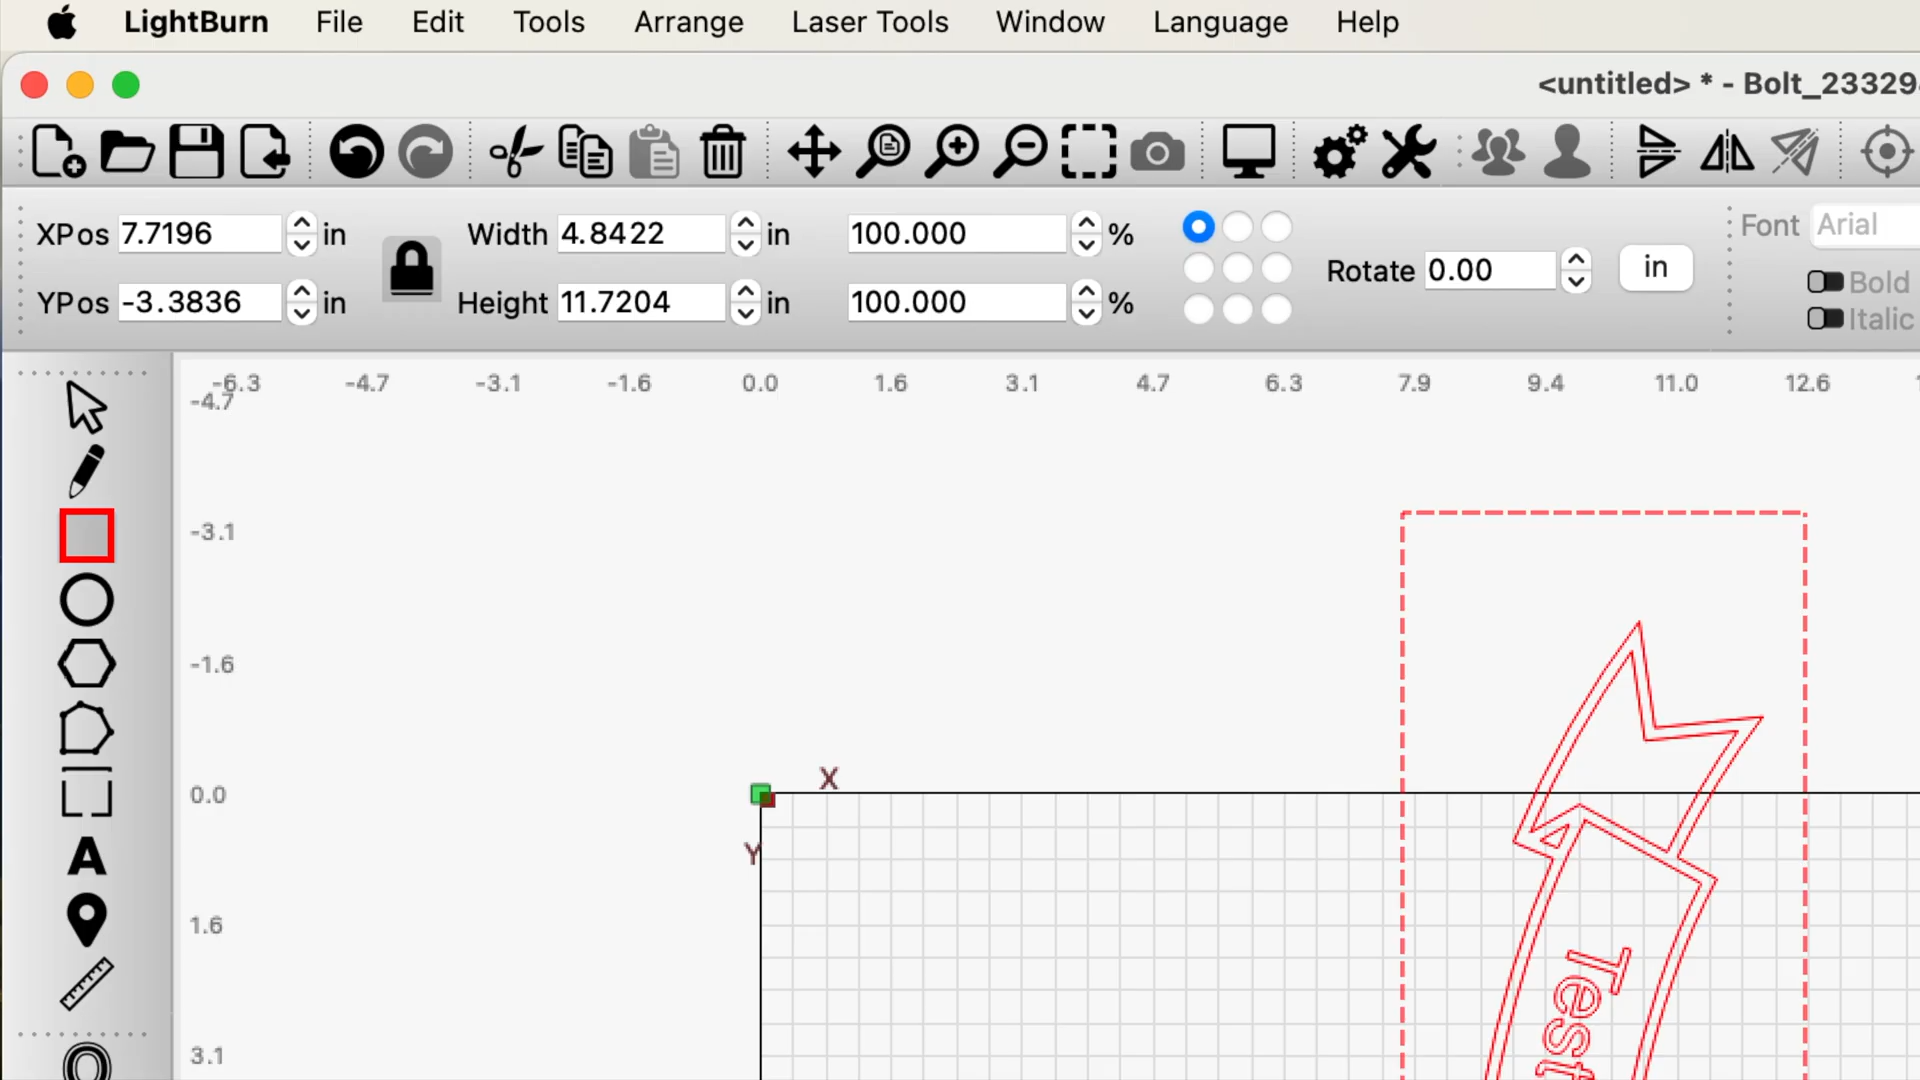 LightBurn File Edit Tools Arrange Laser Tools Window Language Help
<untitled> * - Bolt_23329
XPos 7.7196 in Width 4.8422 in 100.000 %
YPos -3.3836 in Height 11.7204 in 100.000 %
Rotate 0.00 in
Font Arial
Bold
Italic
-6.3 -4.7 -3.1 -1.6 0.0 1.6 3.1 4.7 6.3 7.9 9.4 11.0 12.6
-4.7
-3.1
-1.6
0.0
1.6
3.1
X
Y
A